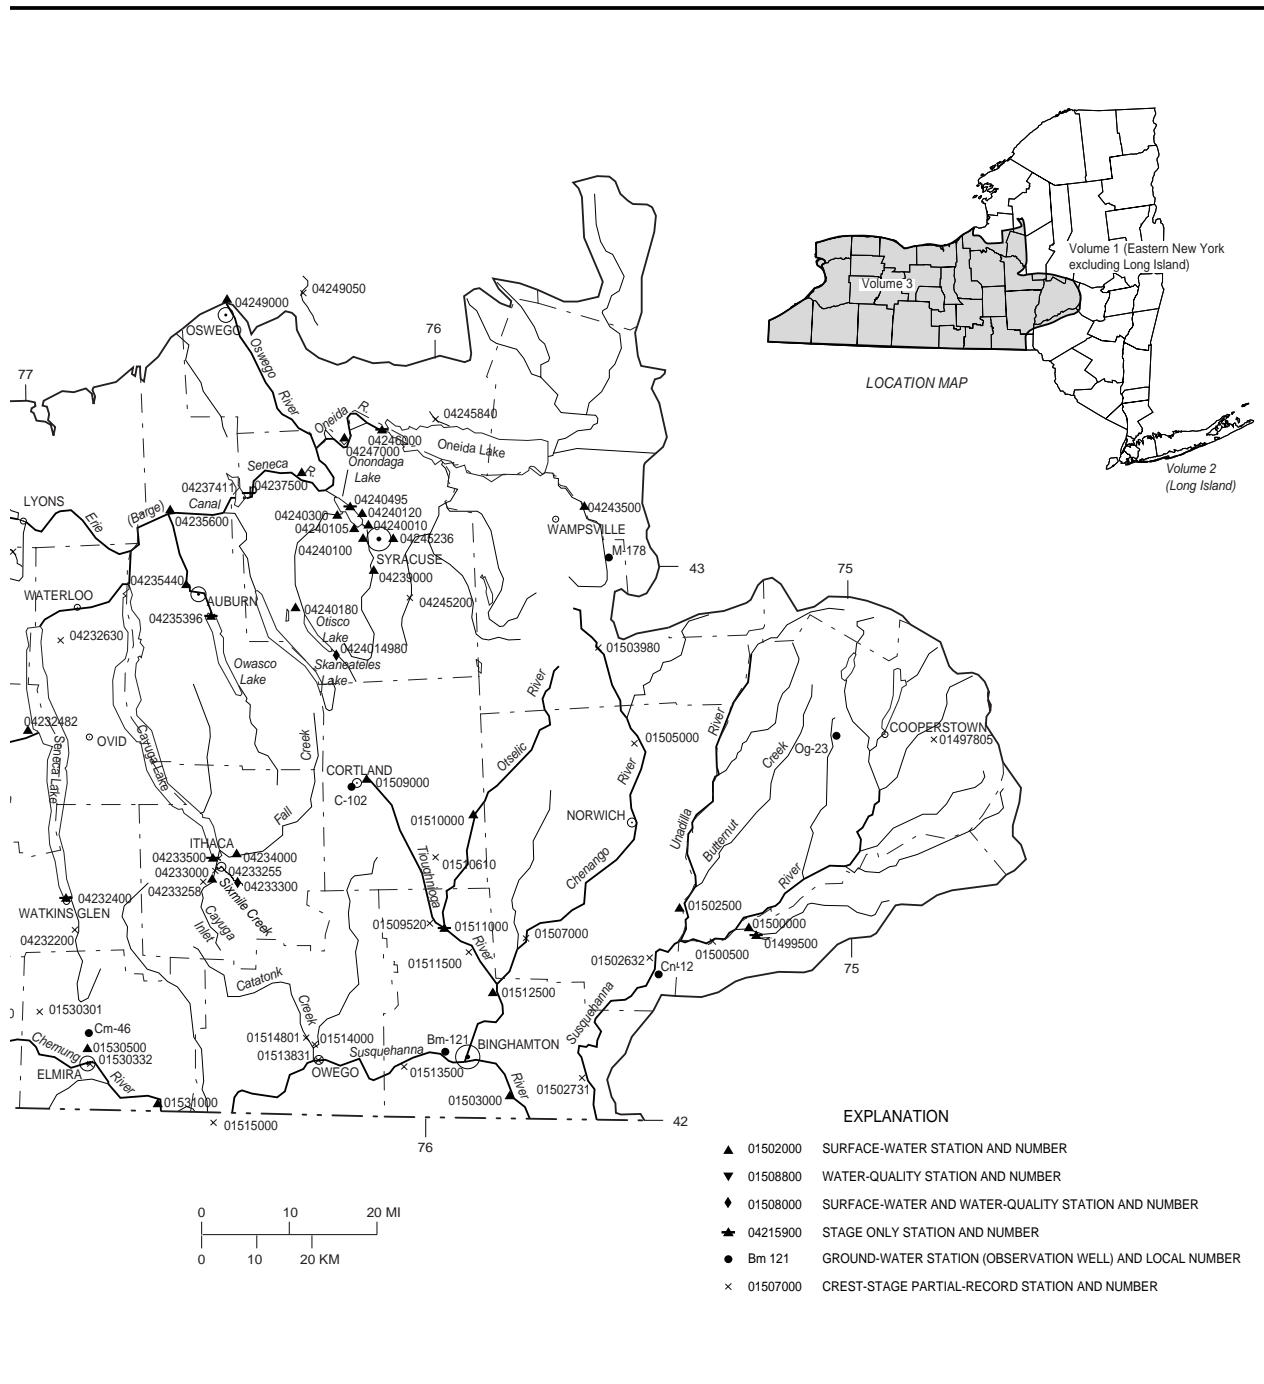 Volume 1 (Eastern New York
excluding Long Island)
Volume 3
LOCATION MAP
Volume 2
(Long Island)
04249000
04249050
OSWEGO
Oswego
River
76
77
Oneida
R.
04245840
04246000
04247000
Oneida Lake
Onondaga
Lake
Seneca
R.
04237411
04237500
Canal
(Barge)
Erie
LYONS
04235600
04240495
04240300
04240120
04240105
04240010
04240100
04245236
SYRACUSE
04243500
WAMPSVILLE
M-178
43
75
04239000
04235440
WATERLOO
AUBURN
04235396
04240180
04245200
Otisco
Lake
04232630
0424014980
Skaneateles
Lake
Owasco
Lake
01503980
River
Otselic
04232482
OVID
Cayuga Lake
Seneca Lake
Creek
Fall
CORTLAND
01509000
C-102
01505000
River
River
Creek
Og-23
COOPERSTOWN
01497805
01510000
NORWICH
Unadilla
Butternut
Chenango
River
ITHACA
04233500
04234000
04233000
04233255
04233258
04233300
Sixmile Creek
Cayuga
Inlet
01510610
Tioughnioga
River
04232400
WATKINS GLEN
04232200
01509520
01511000
01507000
01511500
01502500
01500000
01499500
01500500
01502632
Cn-12
75
Catatonk
Creek
01512500
Susquehanna
01530301
Cm-46
01530500
01530332
Chemung
River
ELMIRA
01514801
01514000
01513831
OWEGO
Susquehanna
Bm-121
BINGHAMTON
01513500
River
01502731
01531000
01503000
01515000
42
76
0
10
20 MI
0
10
20 KM
EXPLANATION
01502000 SURFACE-WATER STATION AND NUMBER
01508800 WATER-QUALITY STATION AND NUMBER
01508000 SURFACE-WATER AND WATER-QUALITY STATION AND NUMBER
04215900 STAGE ONLY STATION AND NUMBER
Bm 121 GROUND-WATER STATION (OBSERVATION WELL) AND LOCAL NUMBER
01507000 CREST-STAGE PARTIAL-RECORD STATION AND NUMBER